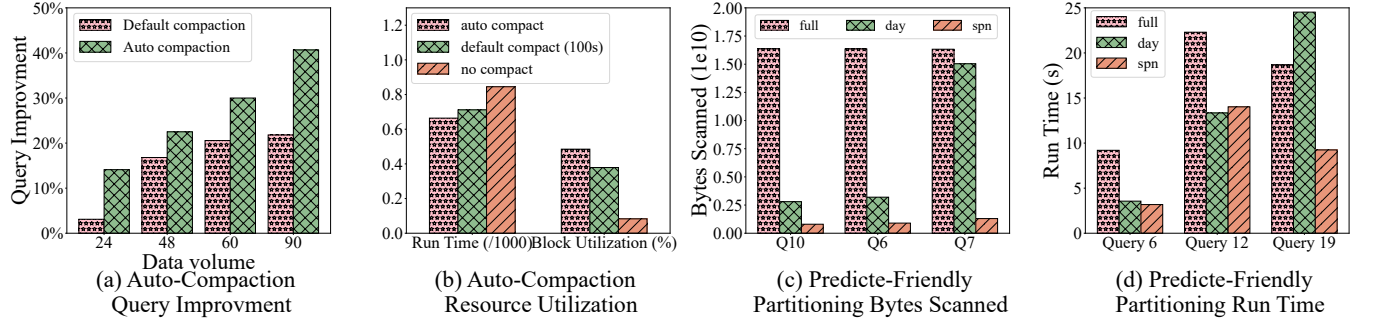 Query Improvment
50%
40%
30%
20%
10%
0%
Default compaction
Auto compaction
24 48 60 90
Data volume
(a) Auto-Compaction
Query Improvment
1.2
1.0
0.8
0.6
0.4
0.2
0.0
auto compact
default compact (100s)
no compact
Run Time (/1000) Block Utilization (%)
(b) Auto-Compaction
Resource Utilization
Bytes Scanned (1e10)
2.00
1.75
1.50
1.25
1.00
0.75
0.50
0.25
0.00
full day spn
Q10 Q6 Q7
(c) Predicte-Friendly
Partitioning Bytes Scanned
Run Time (s)
25
20
15
10
5
0
full
day
spn
Query 6 Query 12 Query 19
(d) Predicte-Friendly
Partitioning Run Time